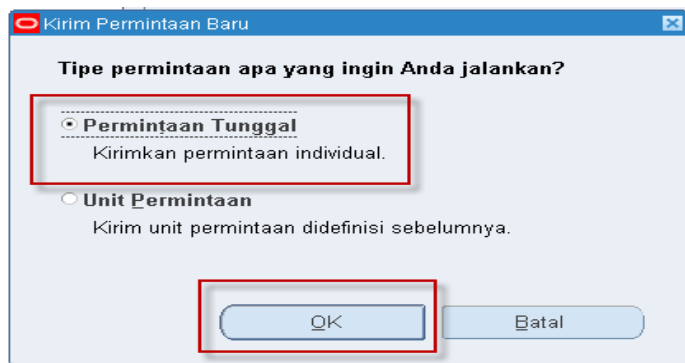 Kirim Permintaan Baru
Tipe permintaan apa yang ingin Anda jalankan?
Permintaan Tunggal
Kirimkan permintaan individual.
Unit Permintaan
Kirim unit permintaan didefinisi sebelumnya.
OK Batal